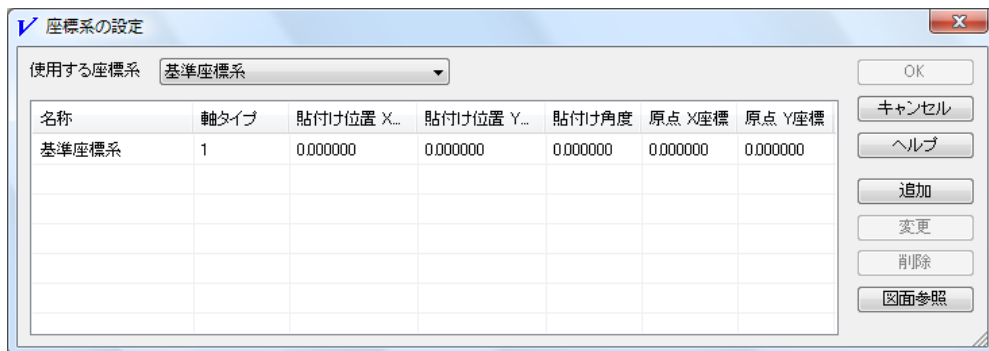 座標系の設定
使用する座標系 基準座標系
OK
キャンセル
ヘルプ
追加
変更
削除
図面参照
名称 軸タイプ 貼付け位置 X... 貼付け位置 Y... 貼付け角度 原点 X座標 原点 Y座標
基準座標系 1 0.000000 0.000000 0.000000 0.000000 0.000000